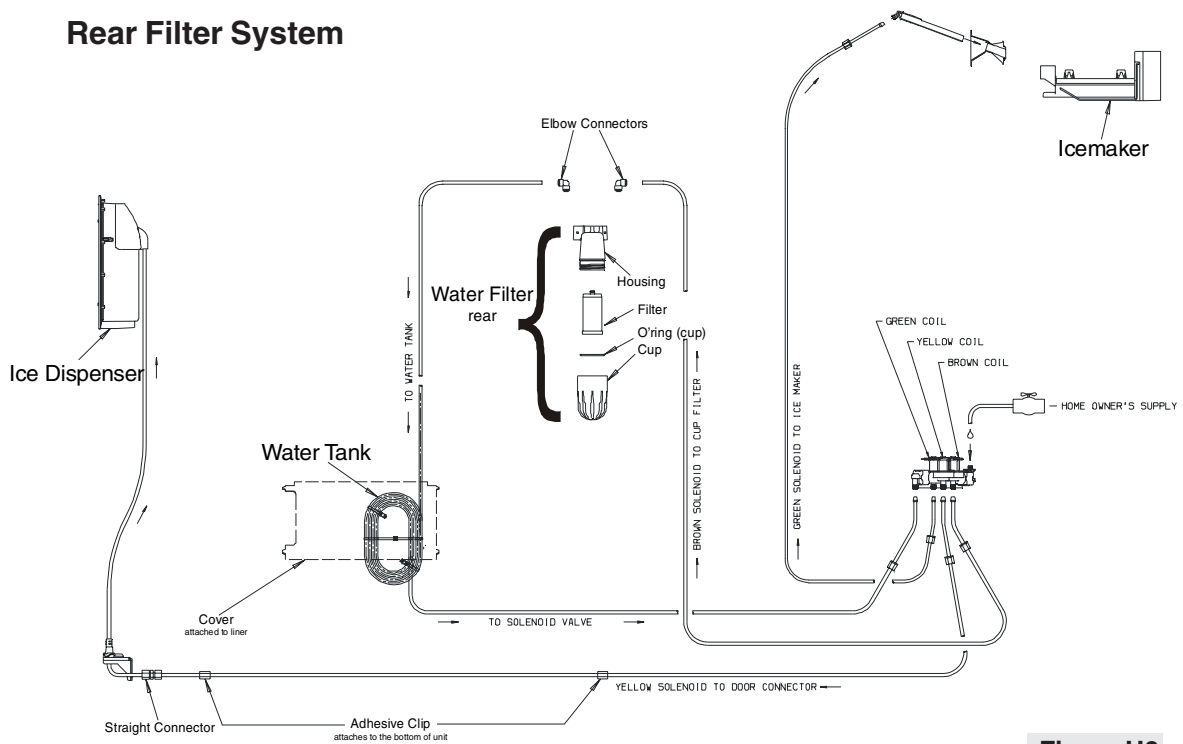 Rear Filter System
Icemaker
Elbow Connectors
Housing
Water Filter
rear
Filter
O'ring (cup)
Cup
Ice Dispenser
TO WATER TANK
BROWN SOLENOID TO CUP FILTER
GREEN SOLENOID TO ICE MAKER
GREEN COIL
YELLOW COIL
BROWN COIL
HOME OWNER'S SUPPLY
Water Tank
Cover
attached to liner
TO SOLENOID VALVE
YELLOW SOLENOID TO DOOR CONNECTOR
Straight Connector
Adhesive Clip
attaches to the bottom of unit